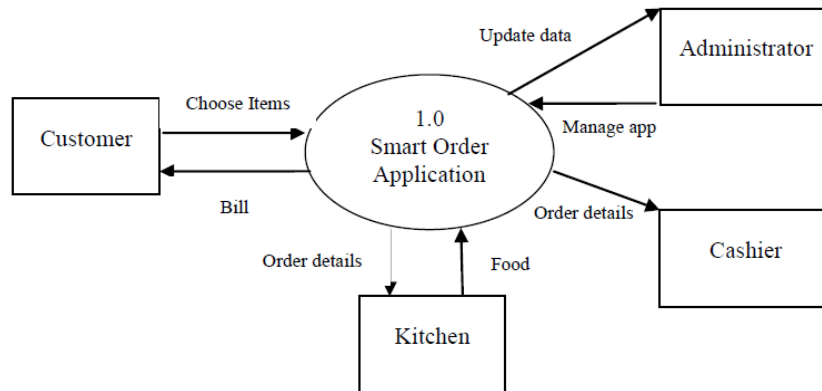 Update data
Administrator
Choose Items
Customer
1.0
Smart Order
Application
Manage app
Bill
Order details
Cashier
Order details
Food
Kitchen